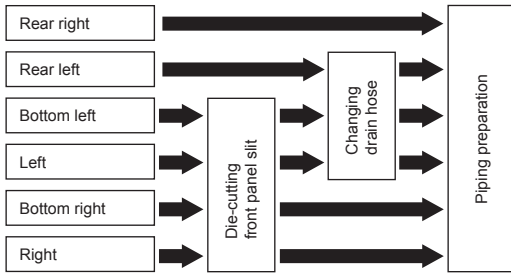 Rear right
Rear left
Bottom left
Left
Bottom right
Right
Die-cutting
front panel slit
Changing
drain hose
Piping preparation